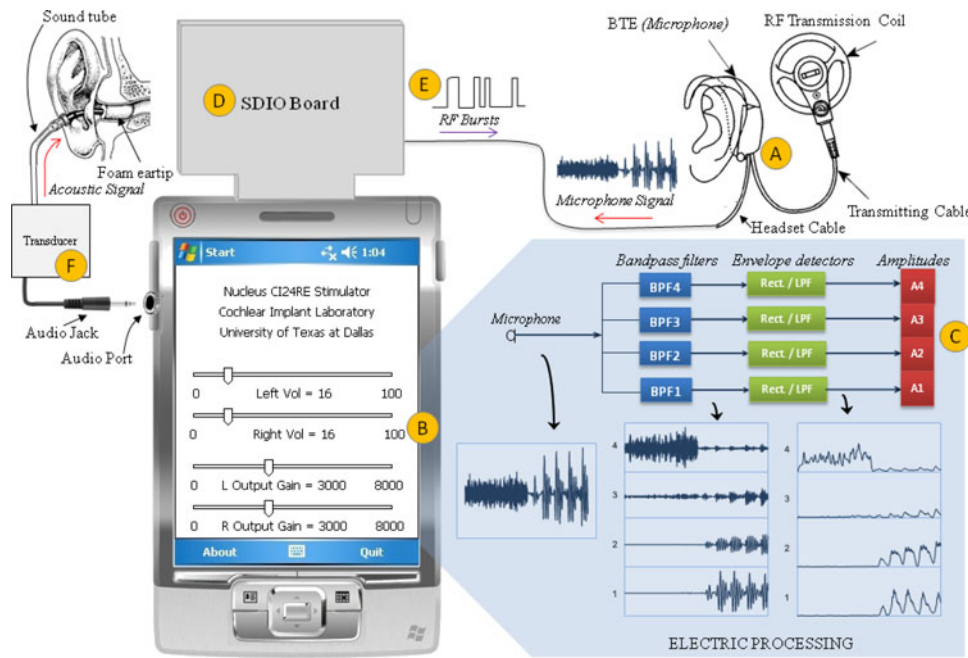 Sound tube
Foam eartip
Acoustic Signal
Transducer
F
Audio Jack
Audio Port
D SDIO Board
E
RF Bursts
BTE (Microphone)
RF Transmission Coil
A
Microphone Signal
Headset Cable
Transmitting Cable
Start 1:04
Nucleus CI24RE Stimulator
Cochlear Implant Laboratory
University of Texas at Dallas
0 Left Vol = 16 100
0 Right Vol = 16 100
0 L Output Gain = 3000 8000
0 R Output Gain = 3000 8000
About Quit
B
Bandpass filters Envelope detectors Amplitudes
Microphone
BPF4 Rect. / LPF A4
BPF3 Rect. / LPF A3
BPF2 Rect. / LPF A2
BPF1 Rect. / LPF A1
C
4
3
2
1
4
3
2
1
ELECTRIC PROCESSING